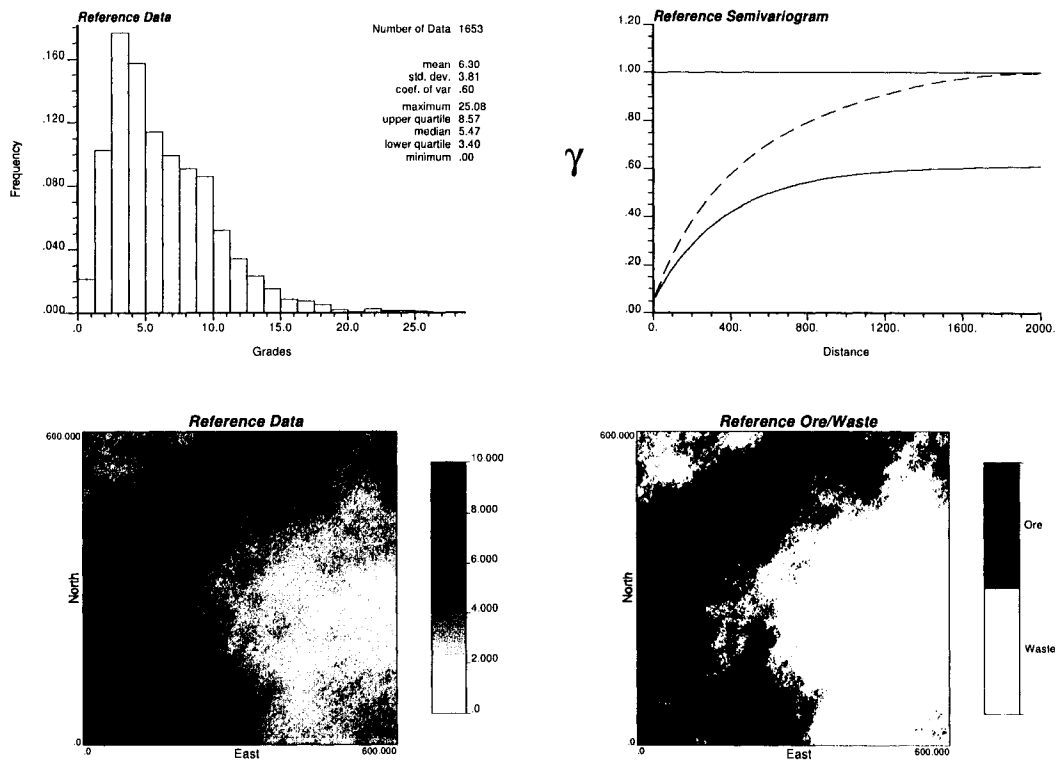 Reference Data
Number of Data 1653
mean 6.30
std. dev. 3.81
coef. of var .60
maximum 25.08
upper quartile 8.57
median 5.47
lower quartile 3.40
minimum .00
Frequency
.160
.120
.080
.040
.000
.0 5.0 10.0 15.0 20.0 25.0
Grades
Reference Semivariogram
γ
1.20
1.00
.80
.60
.40
.20
.00
0. 400. 800. 1200. 1600. 2000.
Distance
Reference Data
600.000
North
.0
.0 East 600.000
10.000
8.000
6.000
4.000
2.000
.0
Reference Ore/Waste
600.000
North
.0
.0 East 600.000
Ore
Waste